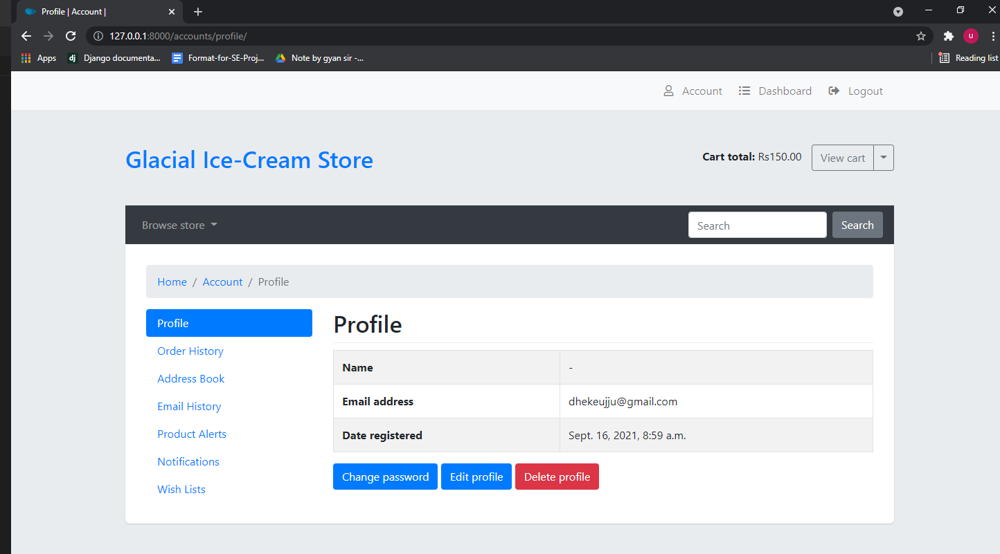 Profile | Account |
127.0.0.1:8000/accounts/profile/
u
Apps dj Django documenta... Format-for-SE-Proj... Note by gyan sir -... Reading list
Account Dashboard Logout
Glacial Ice-Cream Store Cart total: Rs150.00 View cart
Browse store Search Search
Home / Account / Profile
Profile
Order History
Address Book
Email History
Product Alerts
Notifications
Wish Lists
Profile
Name -
Email address dhekeujju@gmail.com
Date registered Sept. 16, 2021, 8:59 a.m.
Change password Edit profile Delete profile